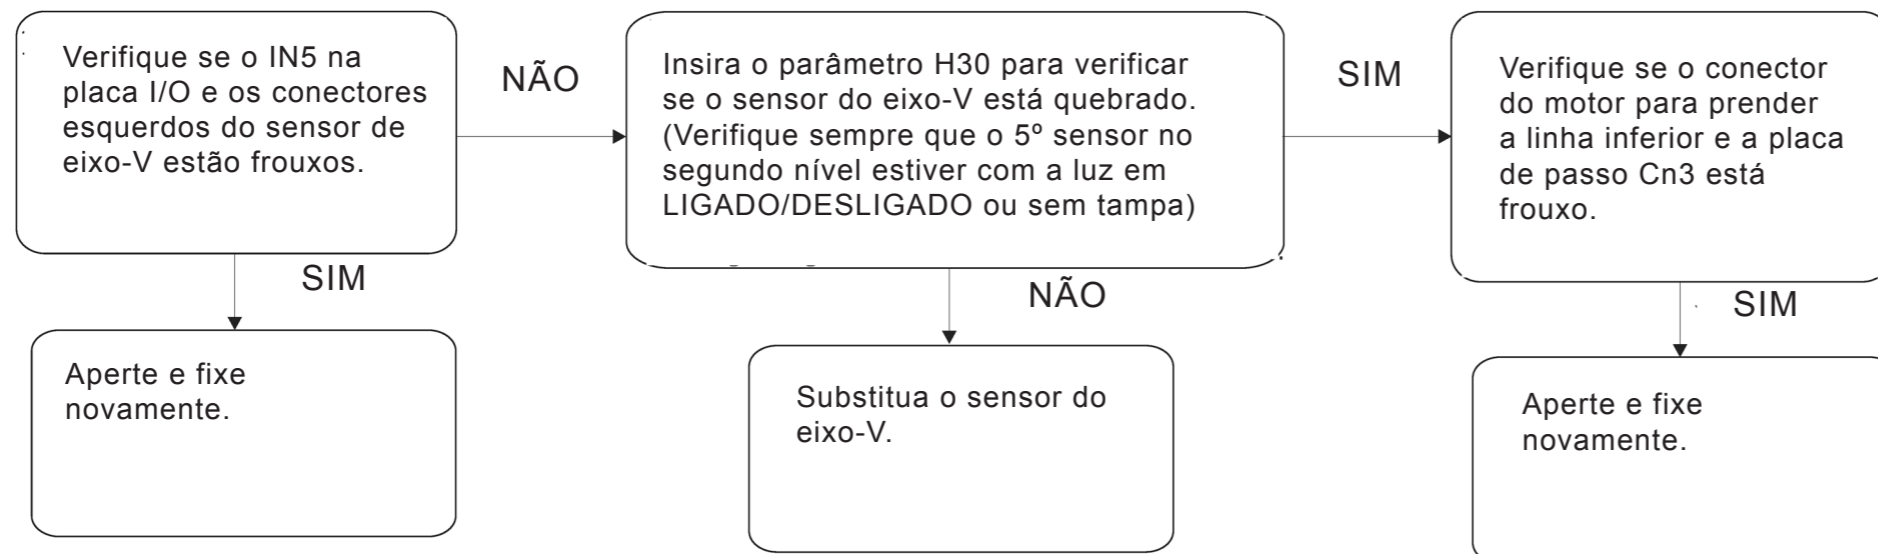 Verifique se o IN5 na
placa I/O e os conectores
esquerdos do sensor de
eixo-V estão frouxos.
NÃO
Insira o parâmetro H30 para verificar
se o sensor do eixo-V está quebrado.
(Verifique sempre que o 5º sensor no
segundo nível estiver com a luz em
LIGADO/DESLIGADO ou sem tampa)
SIM
Verifique se o conector
do motor para prender
a linha inferior e a placa
de passo Cn3 está
frouxo.
SIM
NÃO
SIM
Aperte e fixe
novamente.
Substitua o sensor do
eixo-V.
Aperte e fixe
novamente.